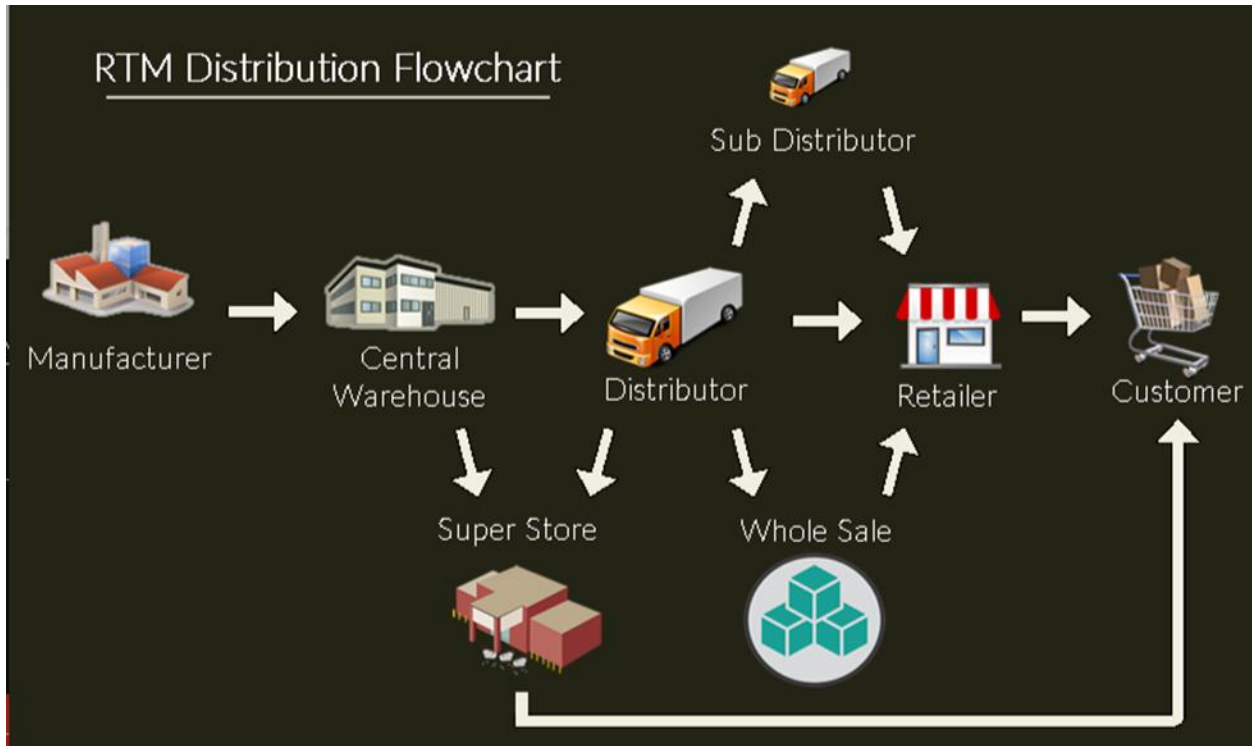 RTM Distribution Flowchart
Sub Distributor
Manufacturer
Central
Warehouse
Distributor
Retailer
Customer
Super Store
Whole Sale